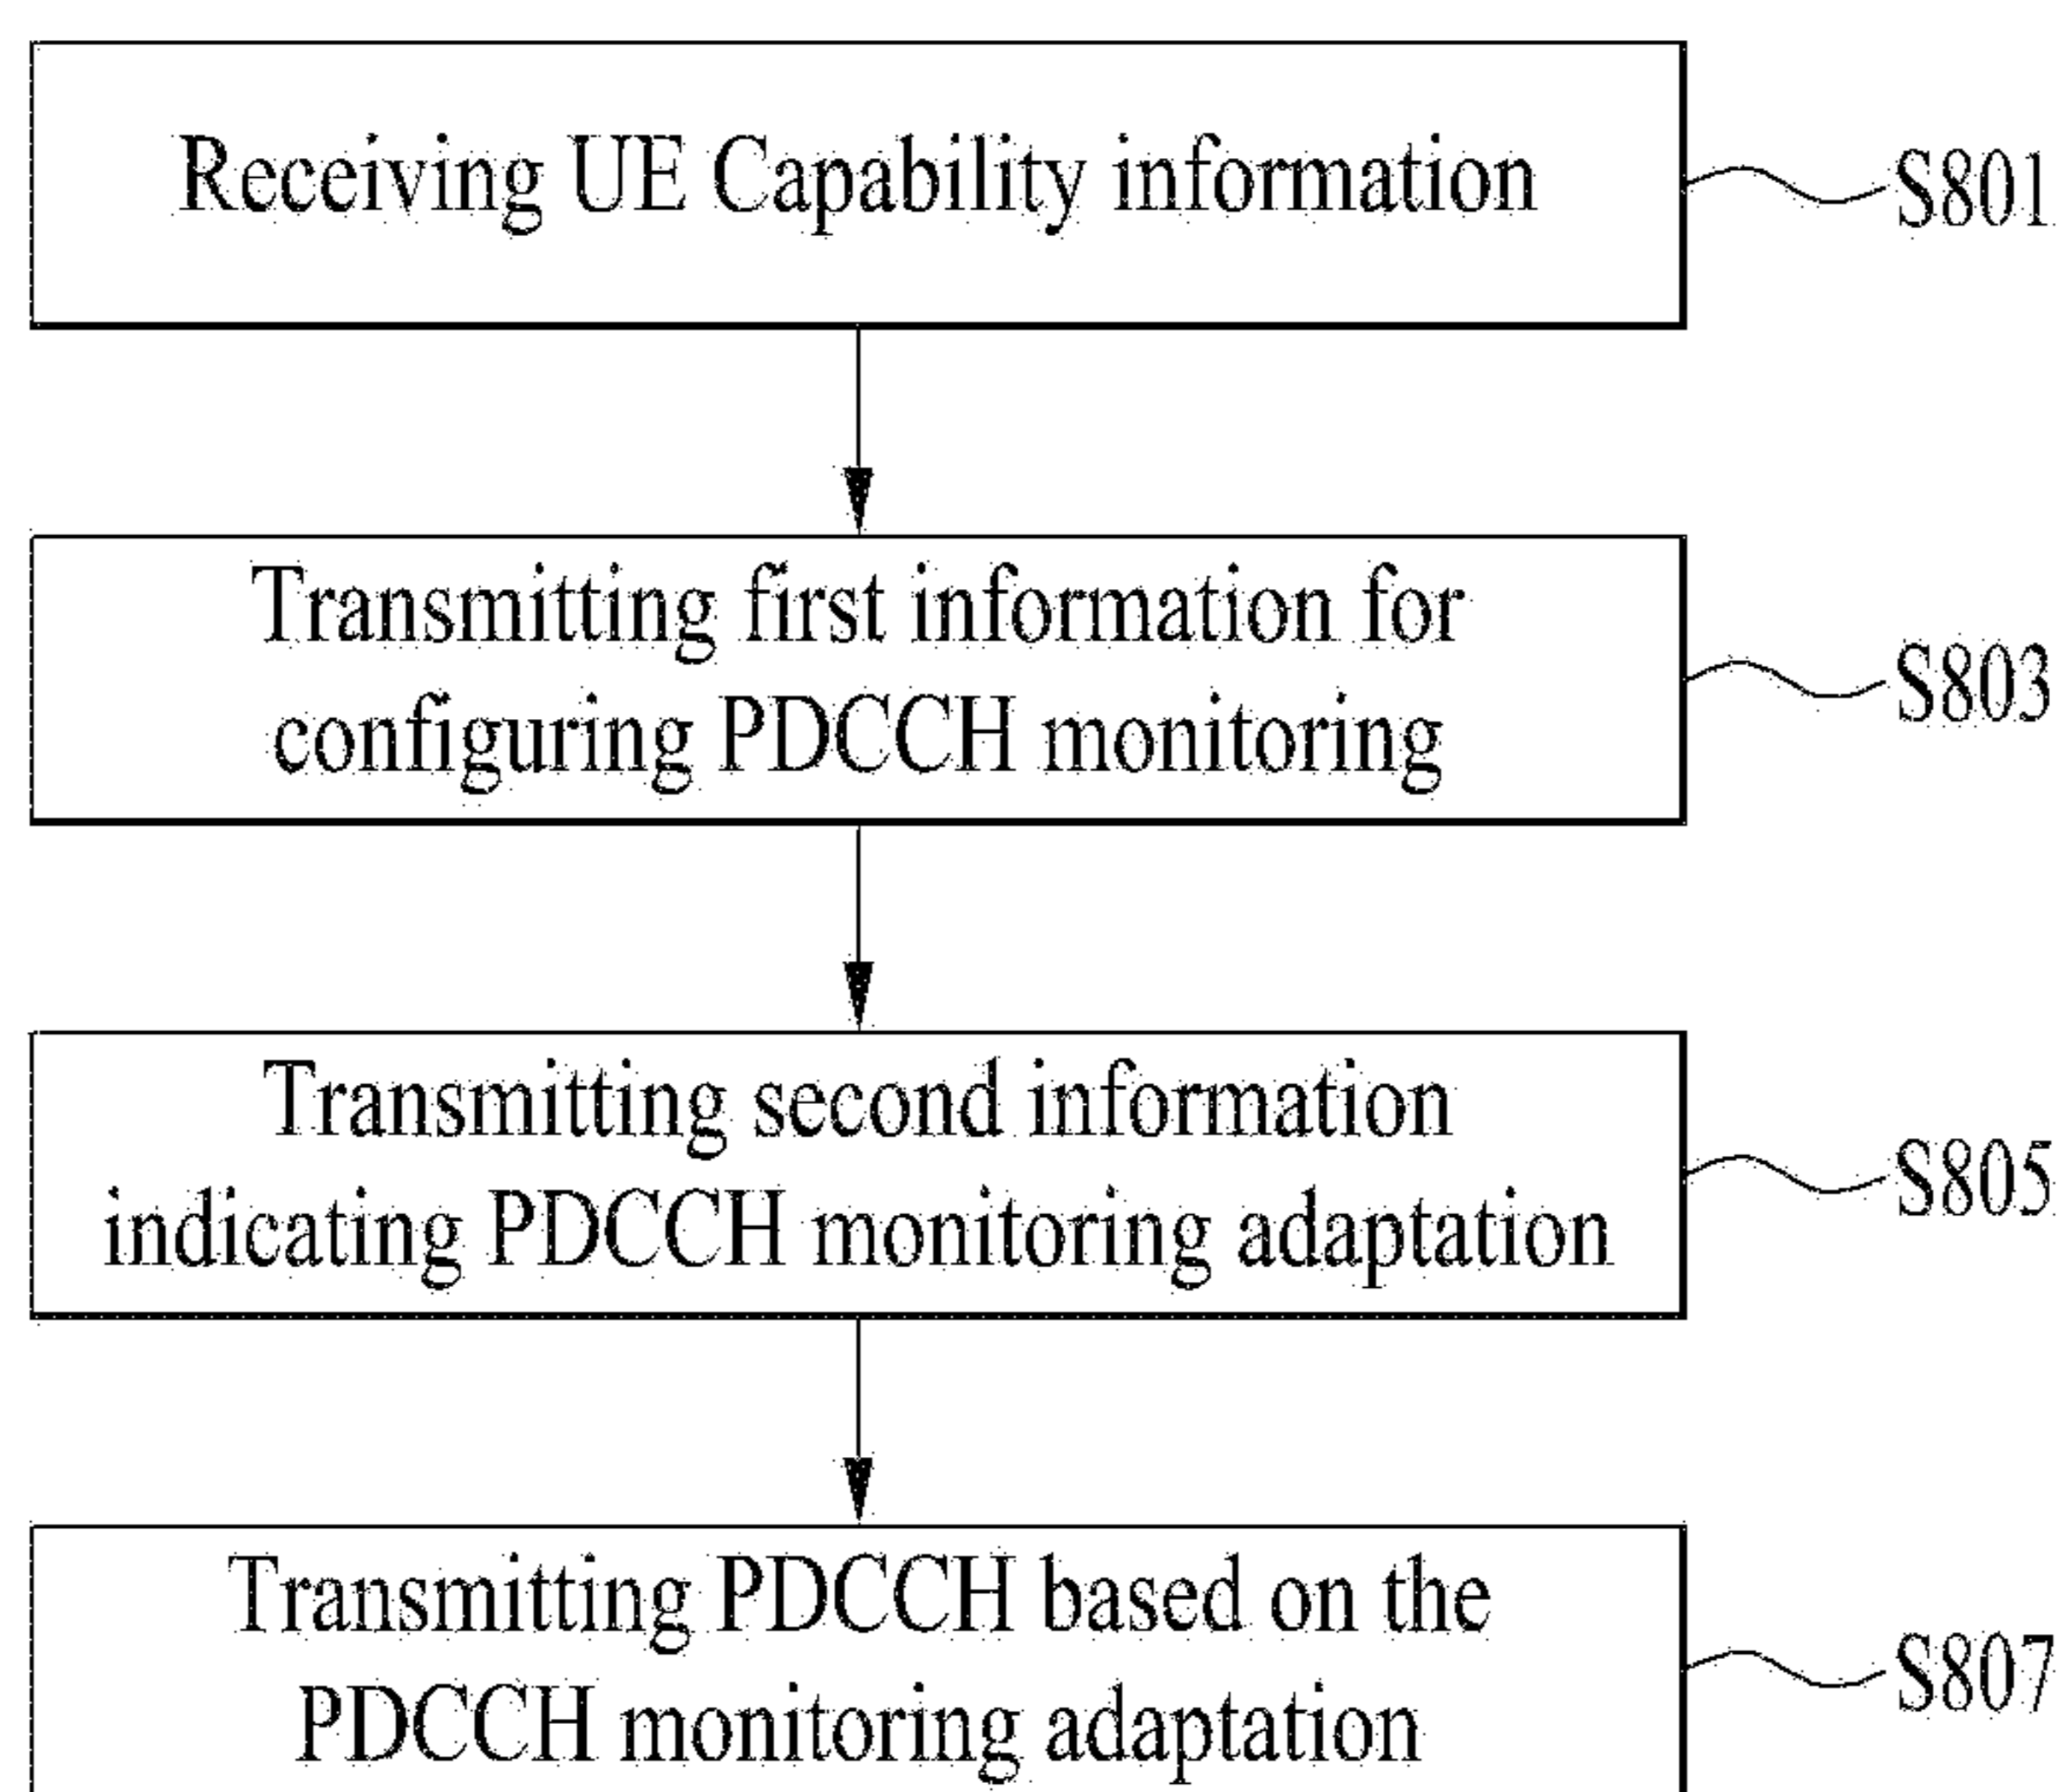 Receiving UE Capability information
S801
Transmitting first information for
configuring PDCCH monitoring
S803
Transmitting second information
indicating PDCCH monitoring adaptation
S805
Transmitting PDCCH based on the
PDCCH monitoring adaptation
S807